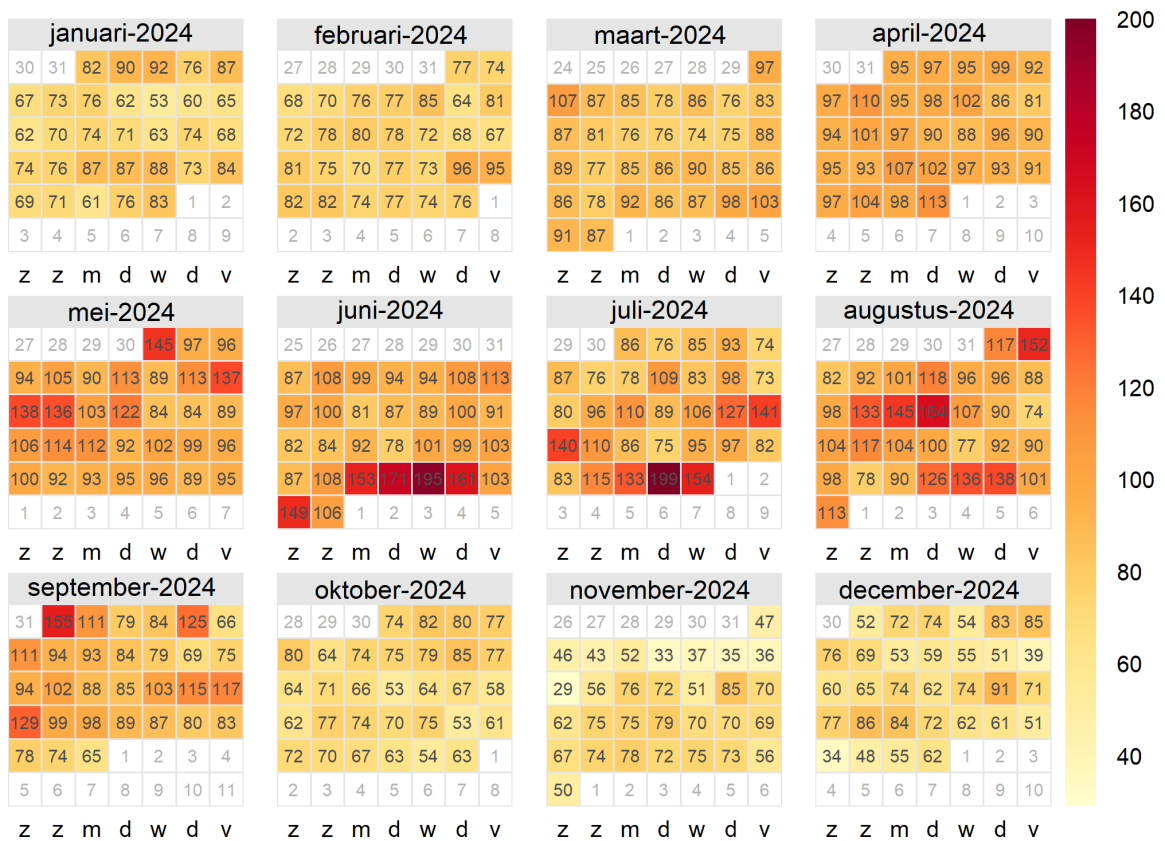 januari-2024 februari-2024 maart-2024 april-2024
30 31 82 90 92 76 87 27 28 29 30 31 77 74 24 25 26 27 28 29 97 30 31 95 97 95 99 92
67 73 76 62 53 60 65 68 70 76 77 85 64 81 107 87 85 78 86 76 83 97 110 95 98 102 86 81
62 70 74 71 63 74 68 72 78 80 78 72 68 67 87 81 76 76 74 75 88 94 101 97 90 88 96 90
74 76 87 87 88 73 84 81 75 70 77 73 96 95 89 77 85 86 90 85 86 95 93 107 102 97 93 91
69 71 61 76 83 1 2 82 82 74 77 74 76 1 86 78 92 86 87 98 103 97 104 98 113 1 2 3
3 4 5 6 7 8 9 2 3 4 5 6 7 8 91 87 1 2 3 4 5 4 5 6 7 8 9 10
z z m d w d v z z m d w d v z z m d w d v z z m d w d v
mei-2024 juni-2024 juli-2024 augustus-2024
27 28 29 30 145 97 96 25 26 27 28 29 30 31 29 30 86 76 85 93 74 27 28 29 30 31 117 152
94 105 90 113 89 113 137 87 108 99 94 94 108 113 87 76 78 109 83 98 73 82 92 101 118 96 96 88
138 136 103 122 84 84 89 97 100 81 87 89 100 91 80 96 110 89 106 127 141 98 133 145 164 107 90 74
106 114 112 92 102 99 96 82 84 92 78 101 99 103 140 110 86 75 95 97 82 104 117 104 100 77 92 90
100 92 93 95 96 89 95 87 108 153 171 195 161 103 83 115 133 199 154 1 2 98 78 90 126 136 138 101
1 2 3 4 5 6 7 149 106 1 2 3 4 5 3 4 5 6 7 8 9 113 1 2 3 4 5 6
z z m d w d v z z m d w d v z z m d w d v z z m d w d v
september-2024 oktober-2024 november-2024 december-2024
31 155 111 79 84 125 66 28 29 30 74 82 80 77 26 27 28 29 30 31 47 30 52 72 74 54 83 85
111 94 93 84 79 69 75 80 64 74 75 79 85 77 46 43 52 33 37 35 36 76 69 53 59 55 51 39
94 102 88 85 103 115 117 64 71 66 53 64 67 58 29 56 76 72 51 85 70 60 65 74 62 74 91 71
129 99 98 89 87 80 83 62 77 74 70 75 53 61 62 75 75 79 70 70 69 77 86 84 72 62 61 51
78 74 65 1 2 3 4 72 70 67 63 54 63 1 67 74 78 72 75 73 56 34 48 55 62 1 2 3
5 6 7 8 9 10 11 2 3 4 5 6 7 8 50 1 2 3 4 5 6 4 5 6 7 8 9 10
z z m d w d v z z m d w d v z z m d w d v z z m d w d v
200
180
160
140
120
100
80
60
40